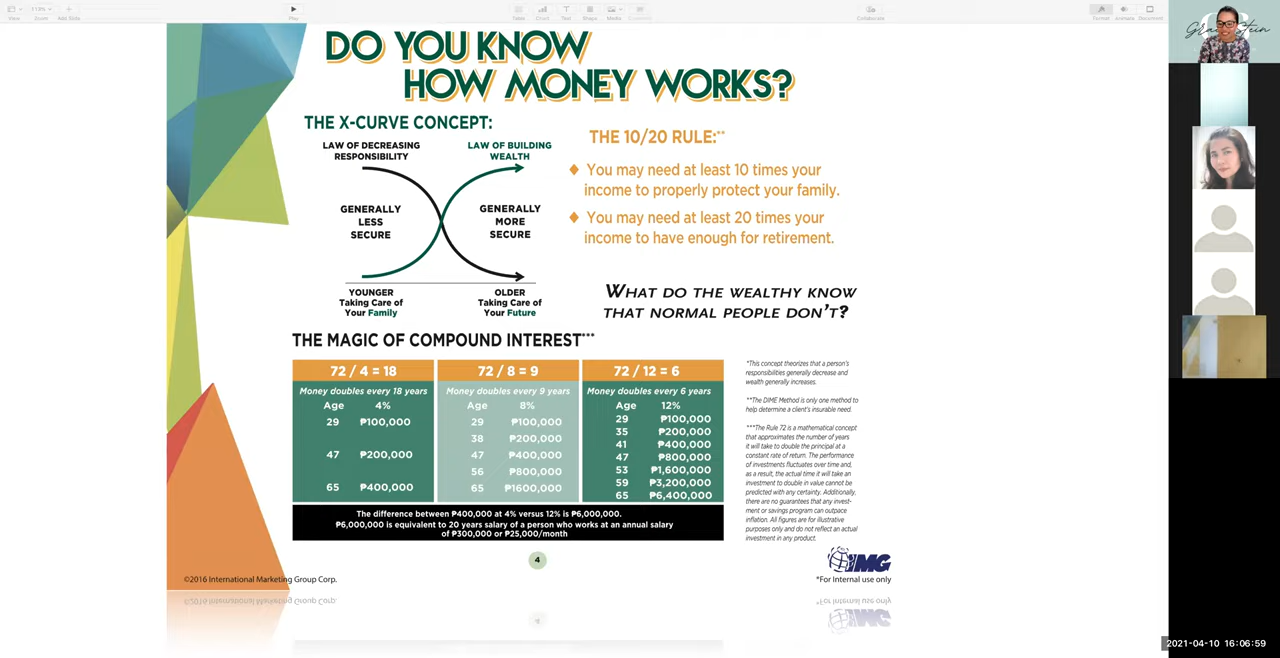 View
Zoom
Add Slide
Play
Table
Chart
Text
Shape
Media
Comment
Collaborate
Format
Animate
Document
DO YOU KNOW
HOW MONEY WORKS?
THE X-CURVE CONCEPT:
LAW OF DECREASING
RESPONSIBILITY
LAW OF BUILDING
WEALTH
GENERALLY
LESS
SECURE
GENERALLY
MORE
SECURE
YOUNGER
Taking Care of
Your Family
OLDER
Taking Care of
Your Future
THE 10/20 RULE:**
You may need at least 10 times your
income to properly protect your family.
You may need at least 20 times your
income to have enough for retirement.
WHAT DO THE WEALTHY KNOW
THAT NORMAL PEOPLE DON'T?
THE MAGIC OF COMPOUND INTEREST***
72 / 4 = 18
Money doubles every 18 years
Age 4%
29 ₱100,000
47 ₱200,000
65 ₱400,000
72 / 8 = 9
Money doubles every 9 years
Age 8%
29 ₱100,000
38 ₱200,000
47 ₱400,000
56 ₱800,000
65 ₱1600,000
72 / 12 = 6
Money doubles every 6 years
Age 12%
29 ₱100,000
35 ₱200,000
41 ₱400,000
47 ₱800,000
53 ₱1,600,000
59 ₱3,200,000
65 ₱6,400,000
The difference between ₱400,000 at 4% versus 12% is ₱6,000,000.
₱6,000,000 is equivalent to 20 years salary of a person who works at an annual salary
of ₱300,000 or ₱25,000/month
*This concept theorizes that a person's
responsibilities generally decrease and
wealth generally increases.
**The DIME Method is only one method to
help determine a client's insurable need.
***The Rule 72 is a mathematical concept
that approximates the number of years
it will take to double the principal at a
constant rate of return. The performance
of investments fluctuates over time and,
as a result, the actual time it will take an
investment to double in value cannot be
predicted with any certainty. Additionally,
there are no guarantees that any invest-
ment or savings program can outpace
inflation. All figures are for illustrative
purposes only and do not reflect an actual
investment in any product.
4
IMG
©2016 International Marketing Group Corp.
*For Internal use only
2021-04-10 16:06:59